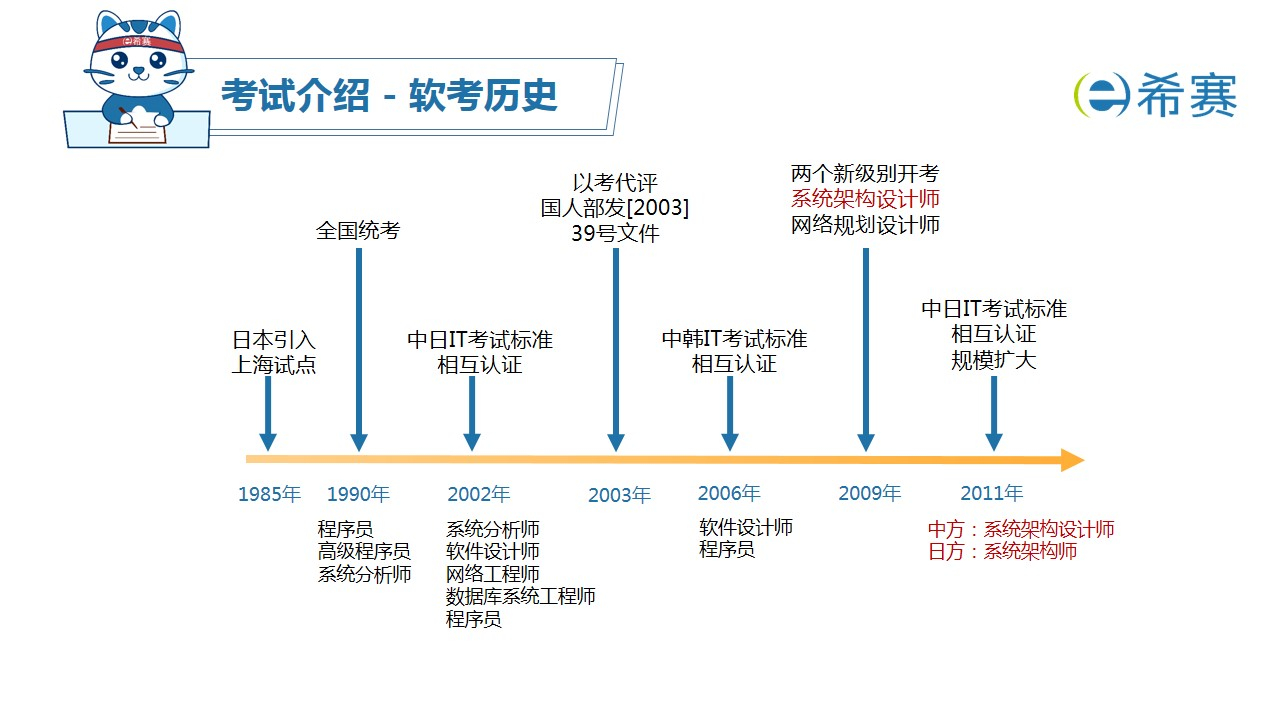 希赛
考试介绍 - 软考历史
希赛
日本引入
上海试点
全国统考
中日IT考试标准
相互认证
以考代评
国人部发[2003]
39号文件
中韩IT考试标准
相互认证
两个新级别开考
系统架构设计师
网络规划设计师
中日IT考试标准
相互认证
规模扩大
1985年
1990年
2002年
2003年
2006年
2009年
2011年
程序员
高级程序员
系统分析师
系统分析师
软件设计师
网络工程师
数据库系统工程师
程序员
软件设计师
程序员
中方：系统架构设计师
日方：系统架构师